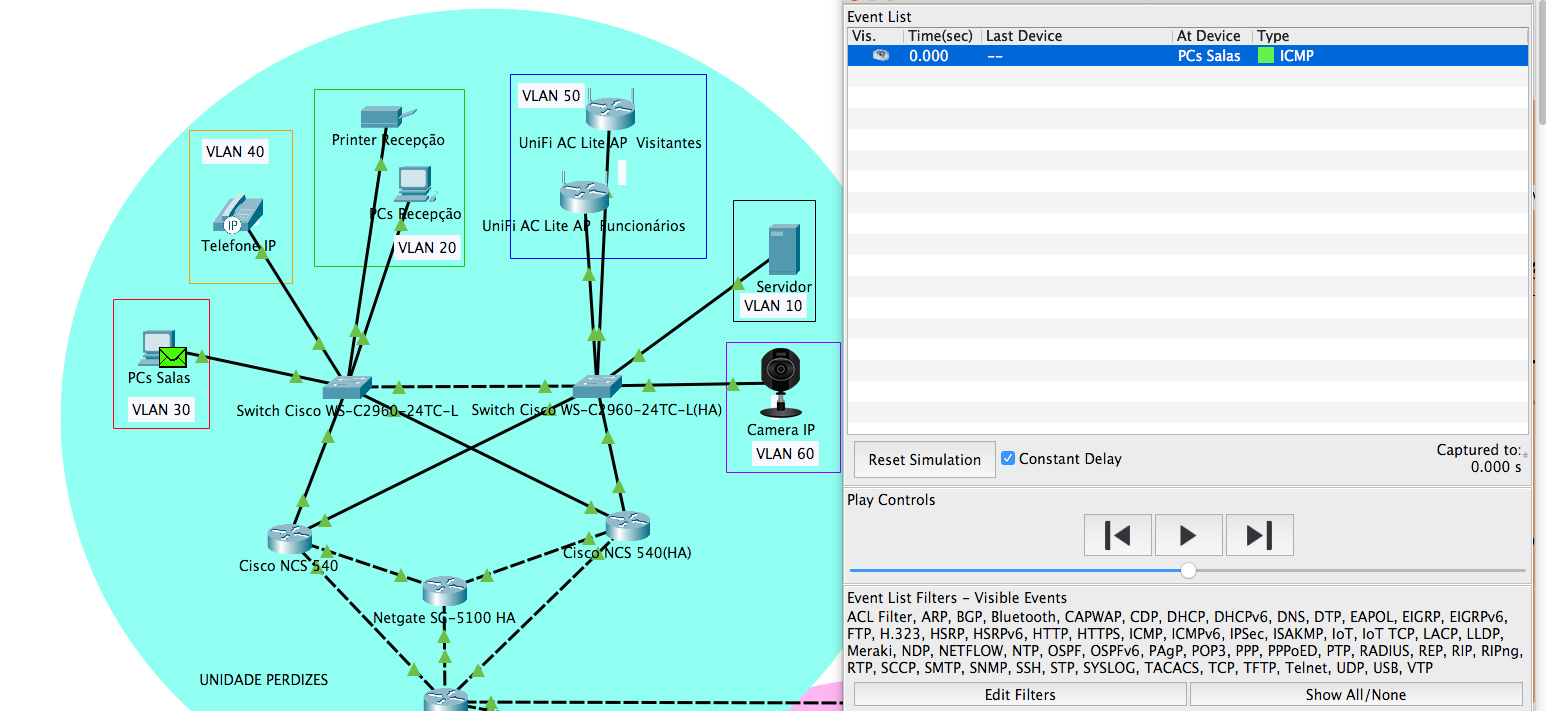 VLAN 40
Telefone IP
Printer Recepção
PCs Recepção
VLAN 20
VLAN 50
UniFi AC Lite AP Visitantes
UniFi AC Lite AP Funcionários
Servidor
VLAN 10
PCs Salas
VLAN 30
Switch Cisco WS-C2960-24TC-L
Switch Cisco WS-C2960-24TC-L(HA)
Camera IP
VLAN 60
Cisco NCS 540
Cisco NCS 540(HA)
Netgate SG-5100 HA
UNIDADE PERDIZES
Event List
Vis. Time(sec) Last Device At Device Type
0.000 -- PCs Salas ICMP
Reset Simulation Constant Delay
Captured to:*
0.000 s
Play Controls
Event List Filters - Visible Events
ACL Filter, ARP, BGP, Bluetooth, CAPWAP, CDP, DHCP, DHCPv6, DNS, DTP, EAPOL, EIGRP, EIGRPv6,
FTP, H.323, HSRP, HSRPv6, HTTP, HTTPS, ICMP, ICMPv6, IPSec, ISAKMP, IoT, IoT TCP, LACP, LLDP,
Meraki, NDP, NETFLOW, NTP, OSPF, OSPFv6, PAgP, POP3, PPP, PPPoED, PTP, RADIUS, REP, RIP, RIPng,
RTP, SCCP, SMTP, SNMP, SSH, STP, SYSLOG, TACACS, TCP, TFTP, Telnet, UDP, USB, VTP
Edit Filters Show All/None